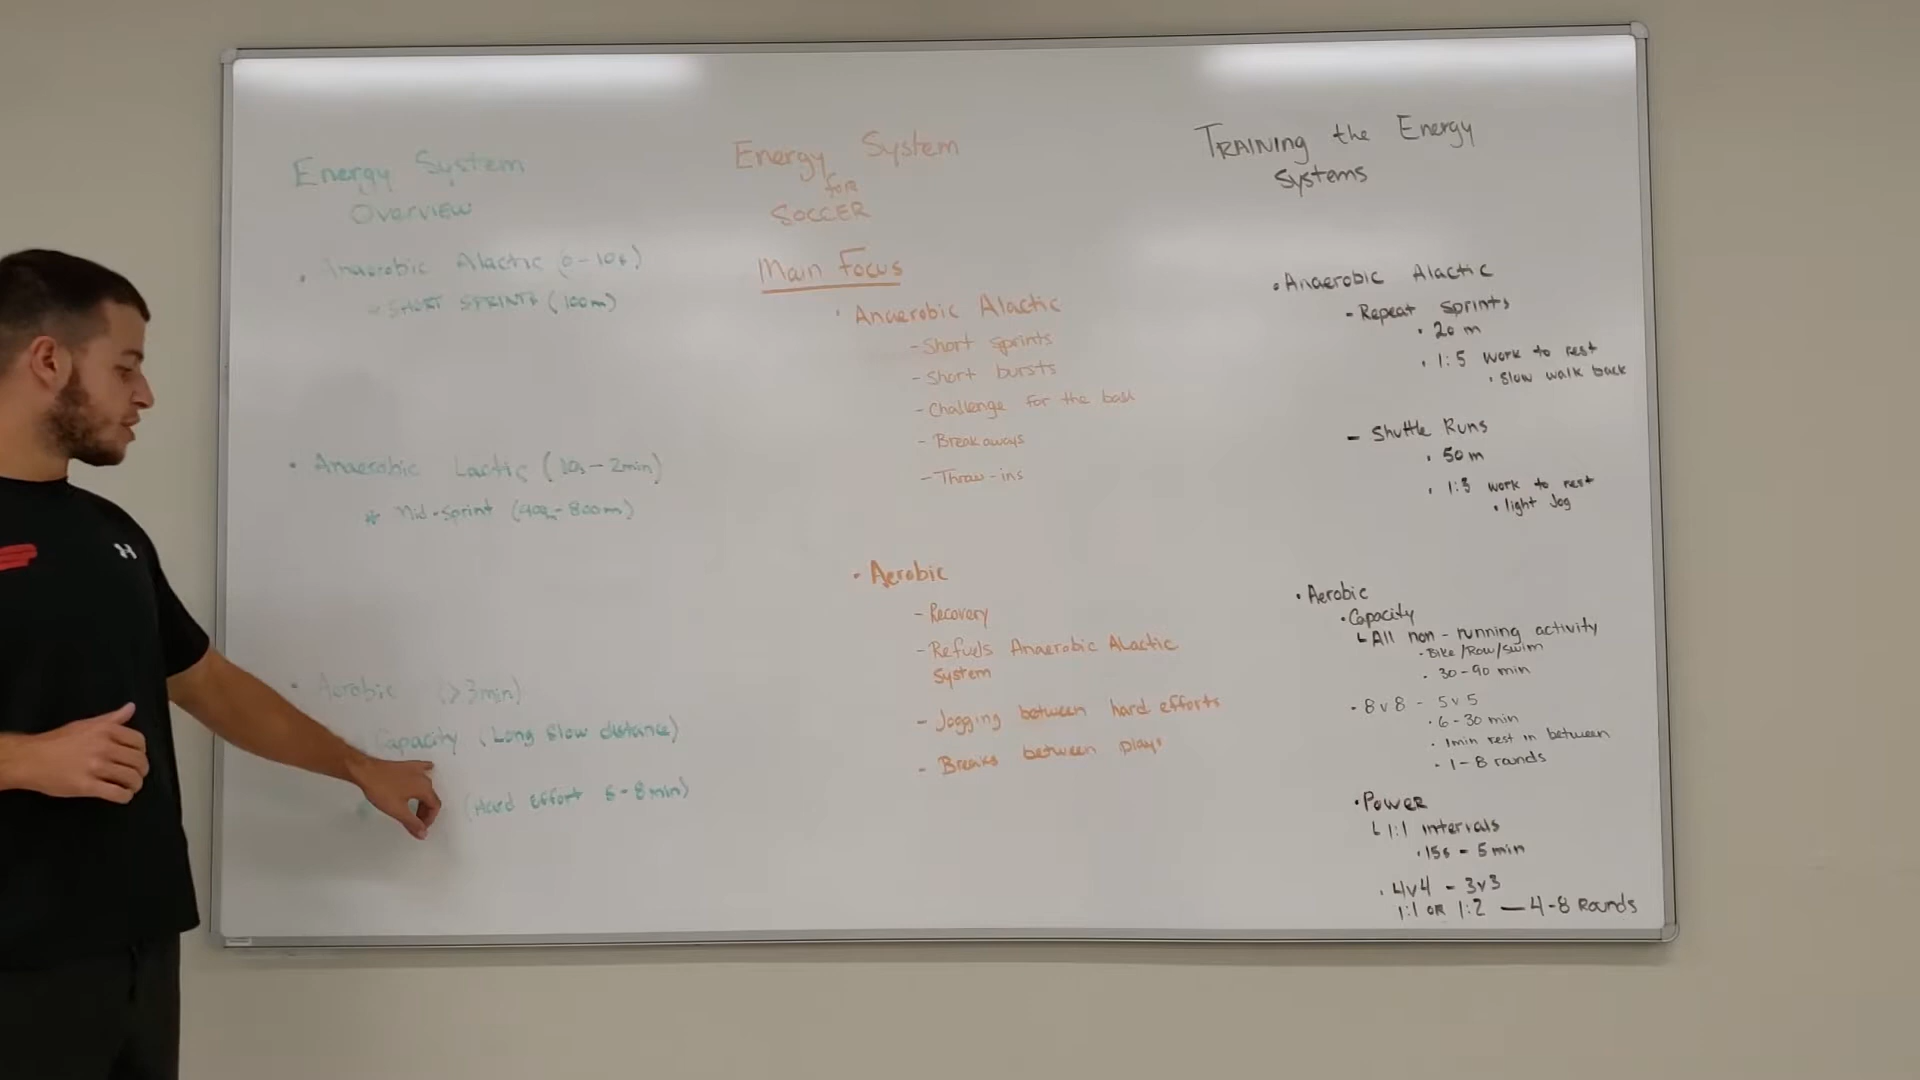 Energy System
Overview
• Anaerobic Alactic (0-10s)
SHORT SPRINTS (100m)
• Anaerobic Lactic (10s-2min)
* Mid-Sprint (400-800m)
• Aerobic (>3min)
* Capacity (Long slow distance)
(Hard effort 6-8min)
Energy System
for
SOCCER
Main Focus
• Anaerobic Alactic
- Short sprints
- Short bursts
- Challenge for the ball
- Breakaways
- Throw-ins
• Aerobic
- Recovery
- Refuels Anaerobic Alactic
System
- Jogging between hard efforts
- Breaks between plays
TRAINING the Energy
Systems
• Anaerobic Alactic
- Repeat Sprints
• 20 m
• 1:5 work to rest
• Slow walk back
- Shuttle Runs
• 50 m
• 1:3 work to rest
• light Jog
• Aerobic
• Capacity
↳ All non-running activity
• Bike/Row/Swim
• 30-90 min
• 8v8 - 5v5
• 6-30 min
• 1min rest in between
• 1-8 rounds
• Power
↳ 1:1 intervals
• 15s - 5min
• 4v4 - 3v3
1:1 OR 1:2 — 4-8 Rounds